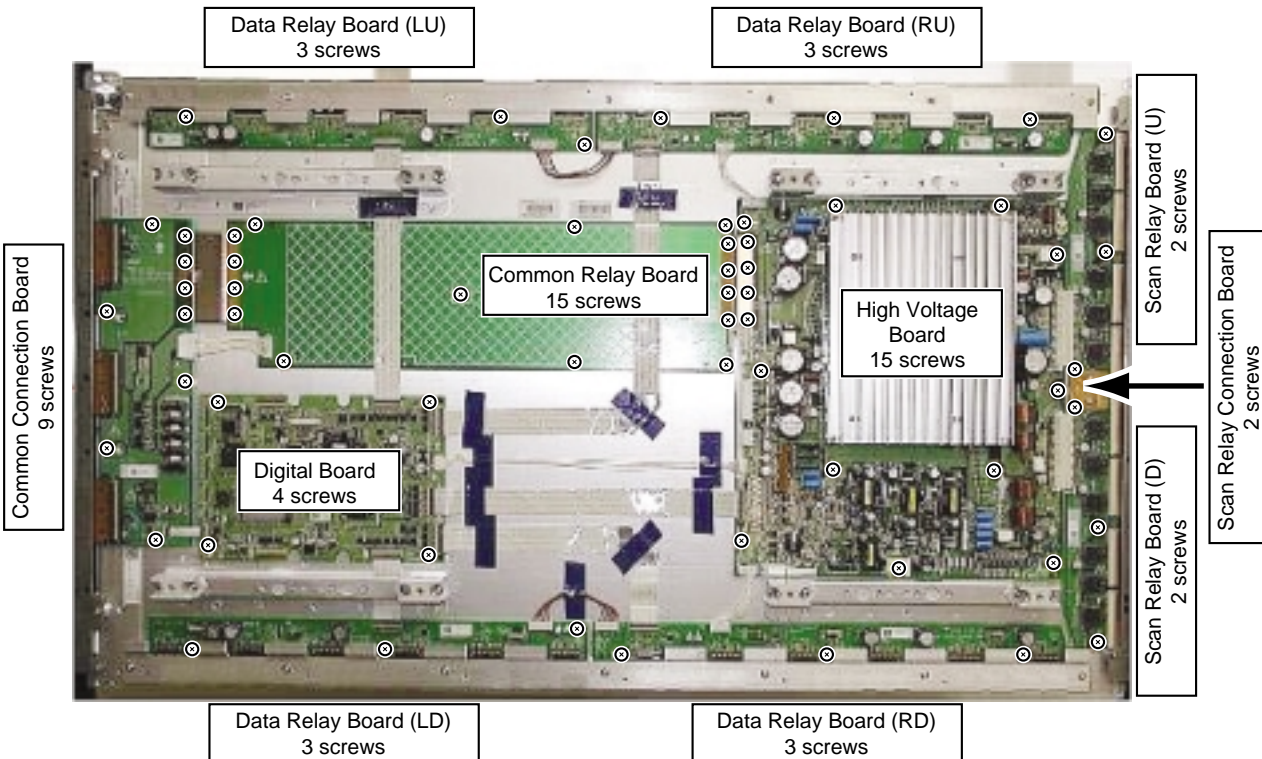 Data Relay Board (LU)
3 screws
Data Relay Board (RU)
3 screws
Common Connection Board
9 screws
Common Relay Board
15 screws
High Voltage
Board
15 screws
Digital Board
4 screws
Scan Relay Board (U)
2 screws
Scan Relay Connection Board
2 screws
Scan Relay Board (D)
2 screws
Data Relay Board (LD)
3 screws
Data Relay Board (RD)
3 screws